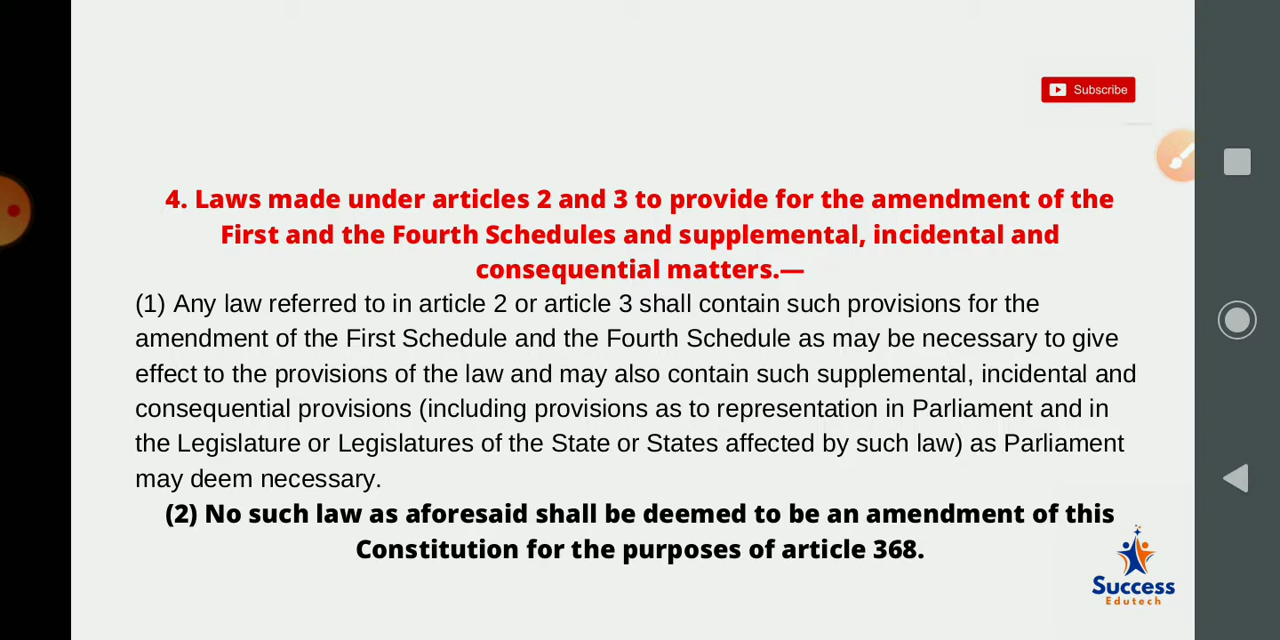 Subscribe
4. Laws made under articles 2 and 3 to provide for the amendment of the
First and the Fourth Schedules and supplemental, incidental and
consequential matters.—
(1) Any law referred to in article 2 or article 3 shall contain such provisions for the
amendment of the First Schedule and the Fourth Schedule as may be necessary to give
effect to the provisions of the law and may also contain such supplemental, incidental and
consequential provisions (including provisions as to representation in Parliament and in
the Legislature or Legislatures of the State or States affected by such law) as Parliament
may deem necessary.
(2) No such law as aforesaid shall be deemed to be an amendment of this
Constitution for the purposes of article 368.
Success
Edutech